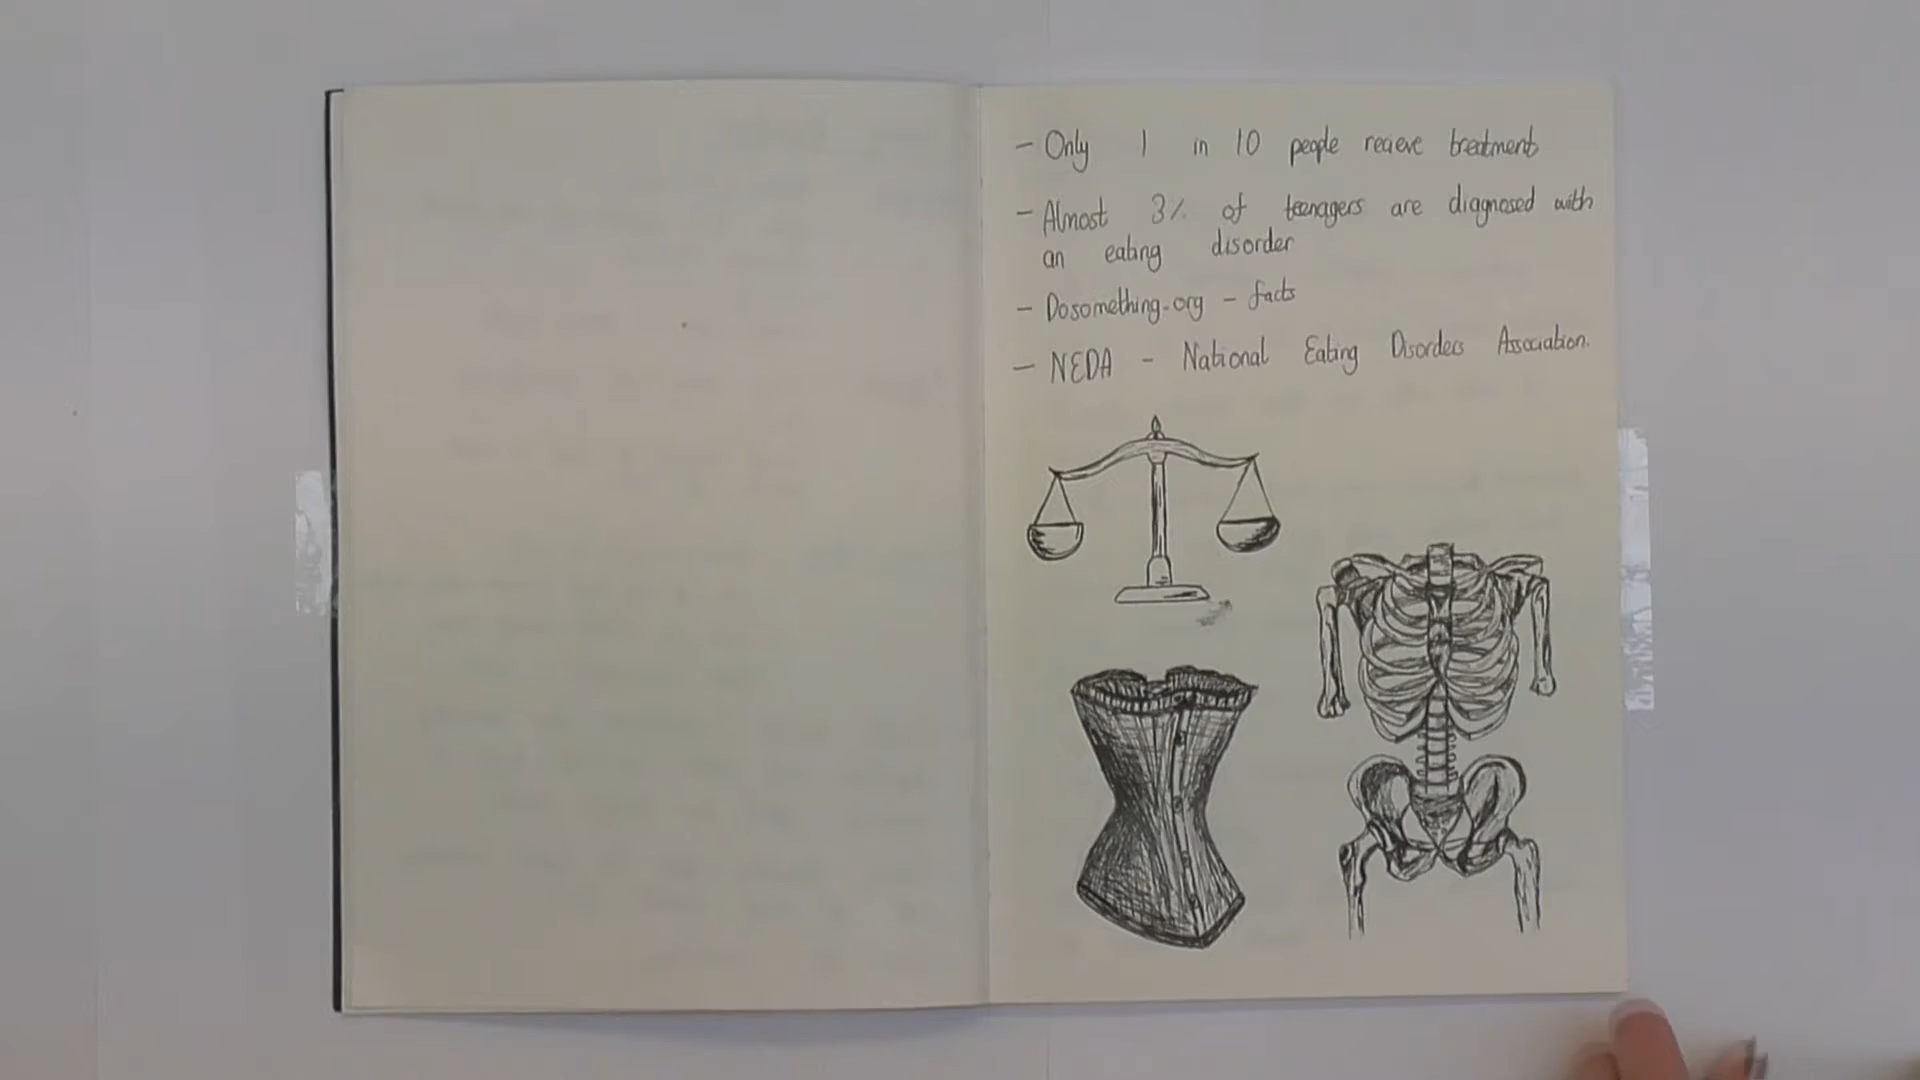 - Only 1 in 10 people recieve treatment
- Almost 3% of teenagers are diagnosed with
an eating disorder
- Dosomething.org - facts
- NEDA - National Eating Disorders Association.